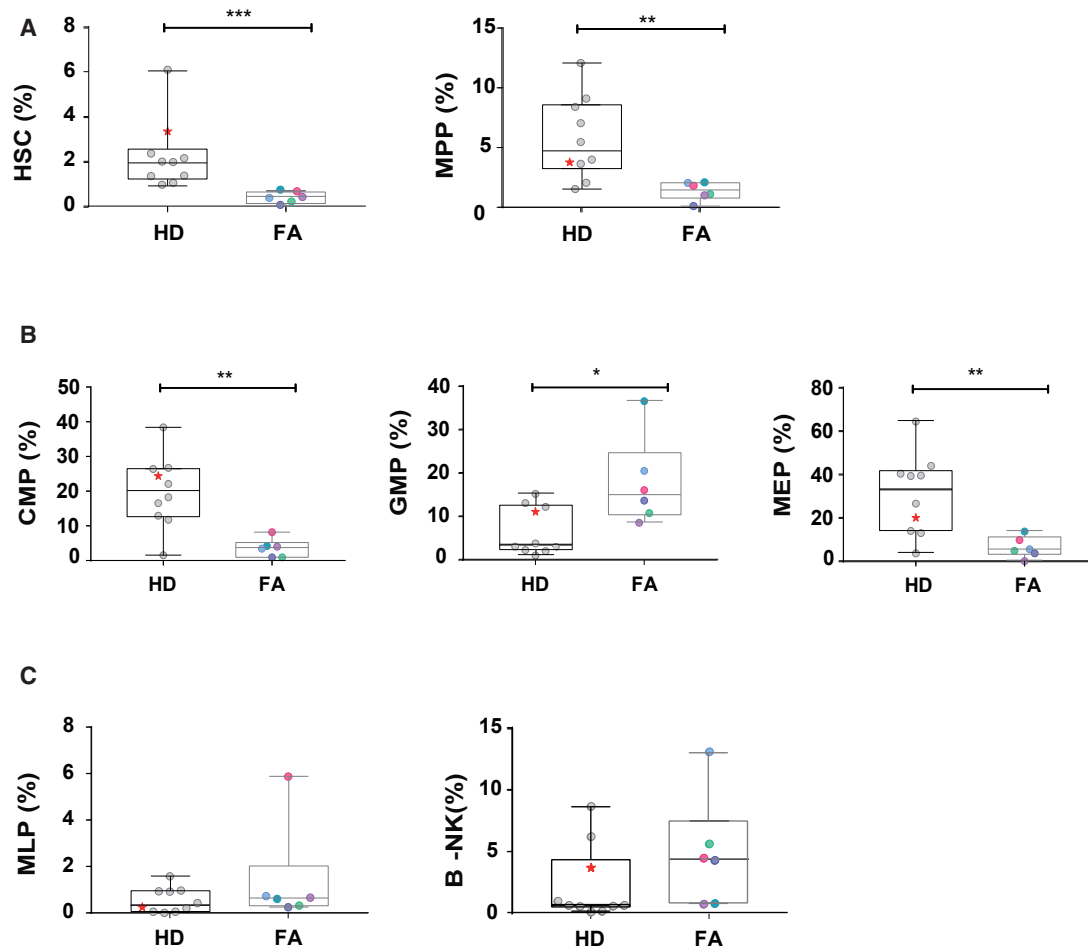 A
HSC (%)
8
6
4
2
0
***
HD
FA
MPP (%)
15
10
5
0
**
HD
FA
B
CMP (%)
50
40
30
20
10
0
**
HD
FA
GMP (%)
40
30
20
10
0
*
HD
FA
MEP (%)
80
60
40
20
0
**
HD
FA
C
MLP (%)
8
6
4
2
0
HD
FA
B -NK(%)
15
10
5
0
HD
FA